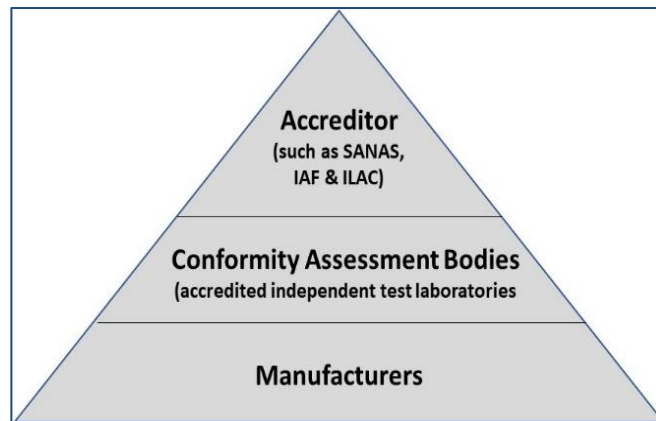 Accreditor
(such as SANAS,
IAF & ILAC)
Conformity Assessment Bodies
(accredited independent test laboratories
Manufacturers